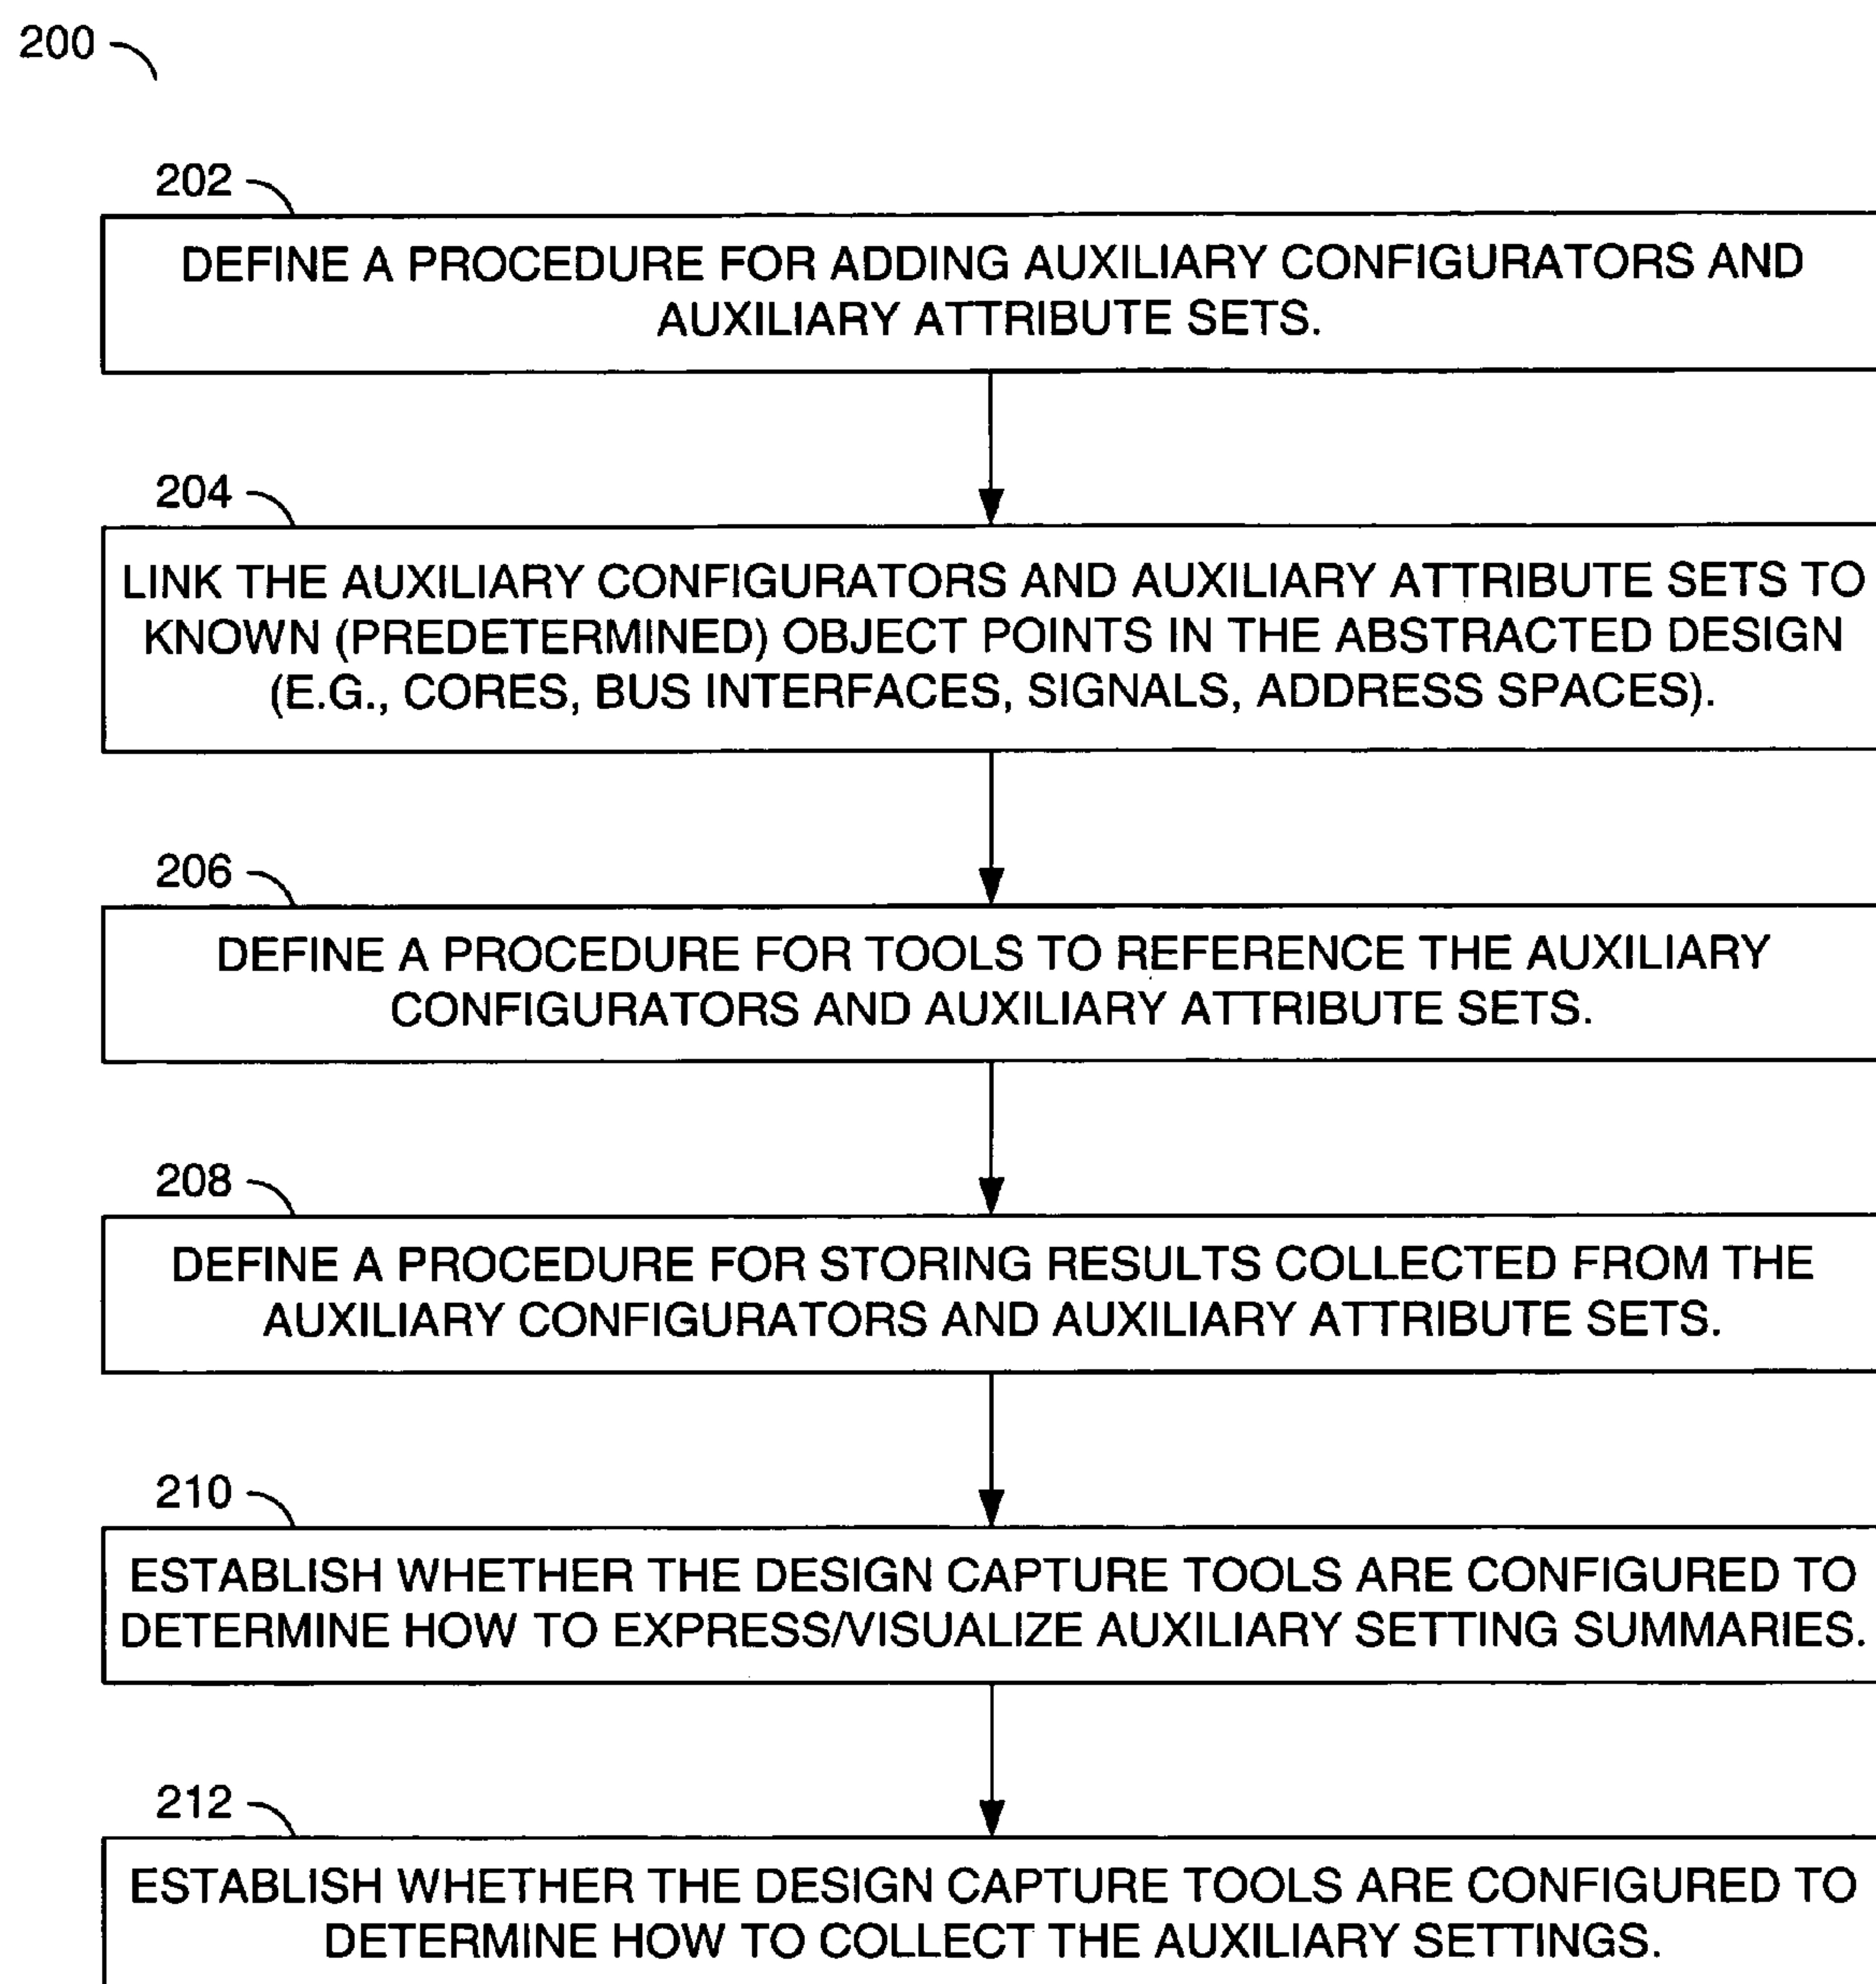 200
202
DEFINE A PROCEDURE FOR ADDING AUXILIARY CONFIGURATORS AND
AUXILIARY ATTRIBUTE SETS.
204
LINK THE AUXILIARY CONFIGURATORS AND AUXILIARY ATTRIBUTE SETS TO
KNOWN (PREDETERMINED) OBJECT POINTS IN THE ABSTRACTED DESIGN
(E.G., CORES, BUS INTERFACES, SIGNALS, ADDRESS SPACES).
206
DEFINE A PROCEDURE FOR TOOLS TO REFERENCE THE AUXILIARY
CONFIGURATORS AND AUXILIARY ATTRIBUTE SETS.
208
DEFINE A PROCEDURE FOR STORING RESULTS COLLECTED FROM THE
AUXILIARY CONFIGURATORS AND AUXILIARY ATTRIBUTE SETS.
210
ESTABLISH WHETHER THE DESIGN CAPTURE TOOLS ARE CONFIGURED TO
DETERMINE HOW TO EXPRESS/VISUALIZE AUXILIARY SETTING SUMMARIES.
212
ESTABLISH WHETHER THE DESIGN CAPTURE TOOLS ARE CONFIGURED TO
DETERMINE HOW TO COLLECT THE AUXILIARY SETTINGS.